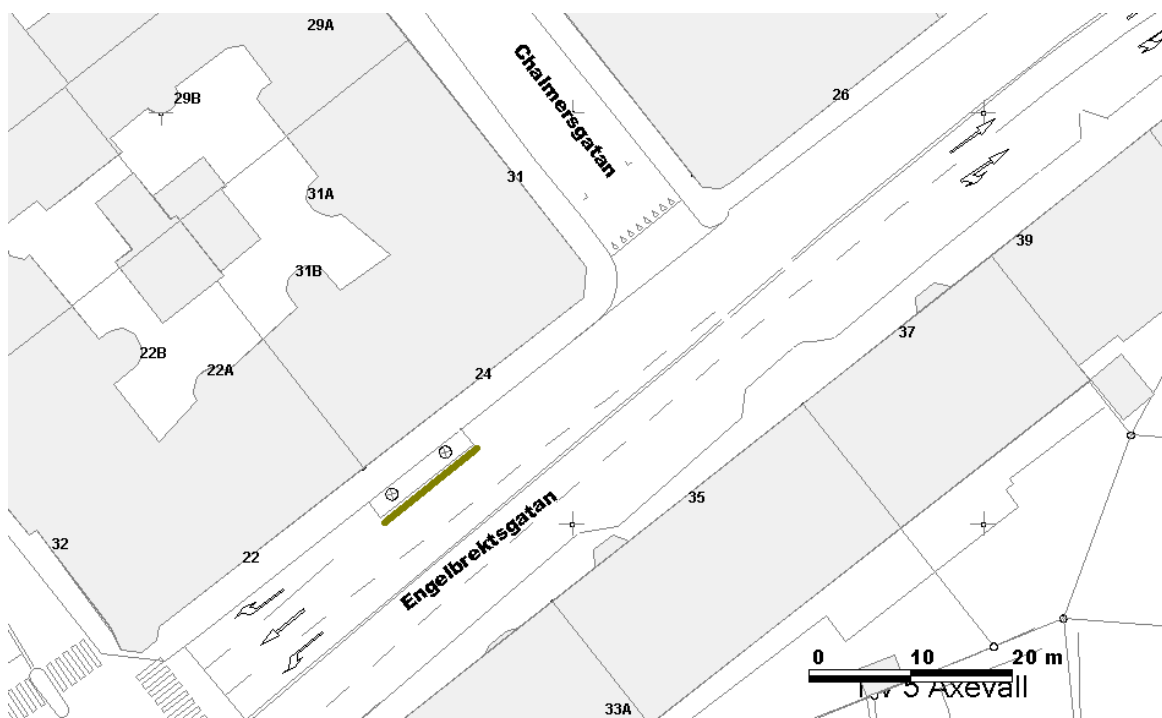 29A
Chalmersgatan
29B
26
31
31A
39
31B
37
22B
22A
24
35
Engelbrektsgatan
32
22
0 10 20 m
5 Axevall
33A